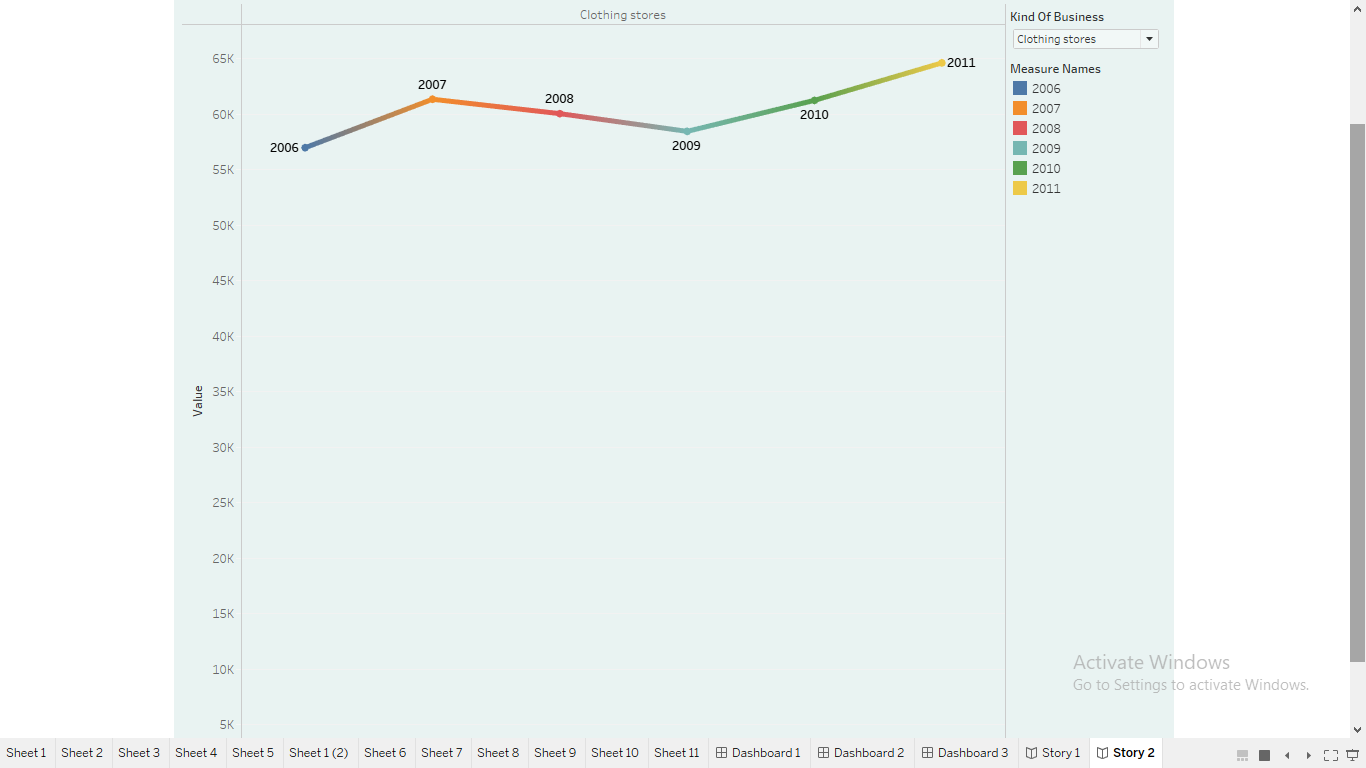 Clothing stores
65K
60K
55K
50K
45K
40K
35K
30K
25K
20K
15K
10K
5K
Value
2006
2007
2008
2009
2010
2011
Kind Of Business
Clothing stores
Measure Names
2006
2007
2008
2009
2010
2011
Activate Windows
Go to Settings to activate Windows.
Sheet 1 Sheet 2 Sheet 3 Sheet 4 Sheet 5 Sheet 1 (2) Sheet 6 Sheet 7 Sheet 8 Sheet 9 Sheet 10 Sheet 11 Dashboard 1 Dashboard 2 Dashboard 3 Story 1 Story 2